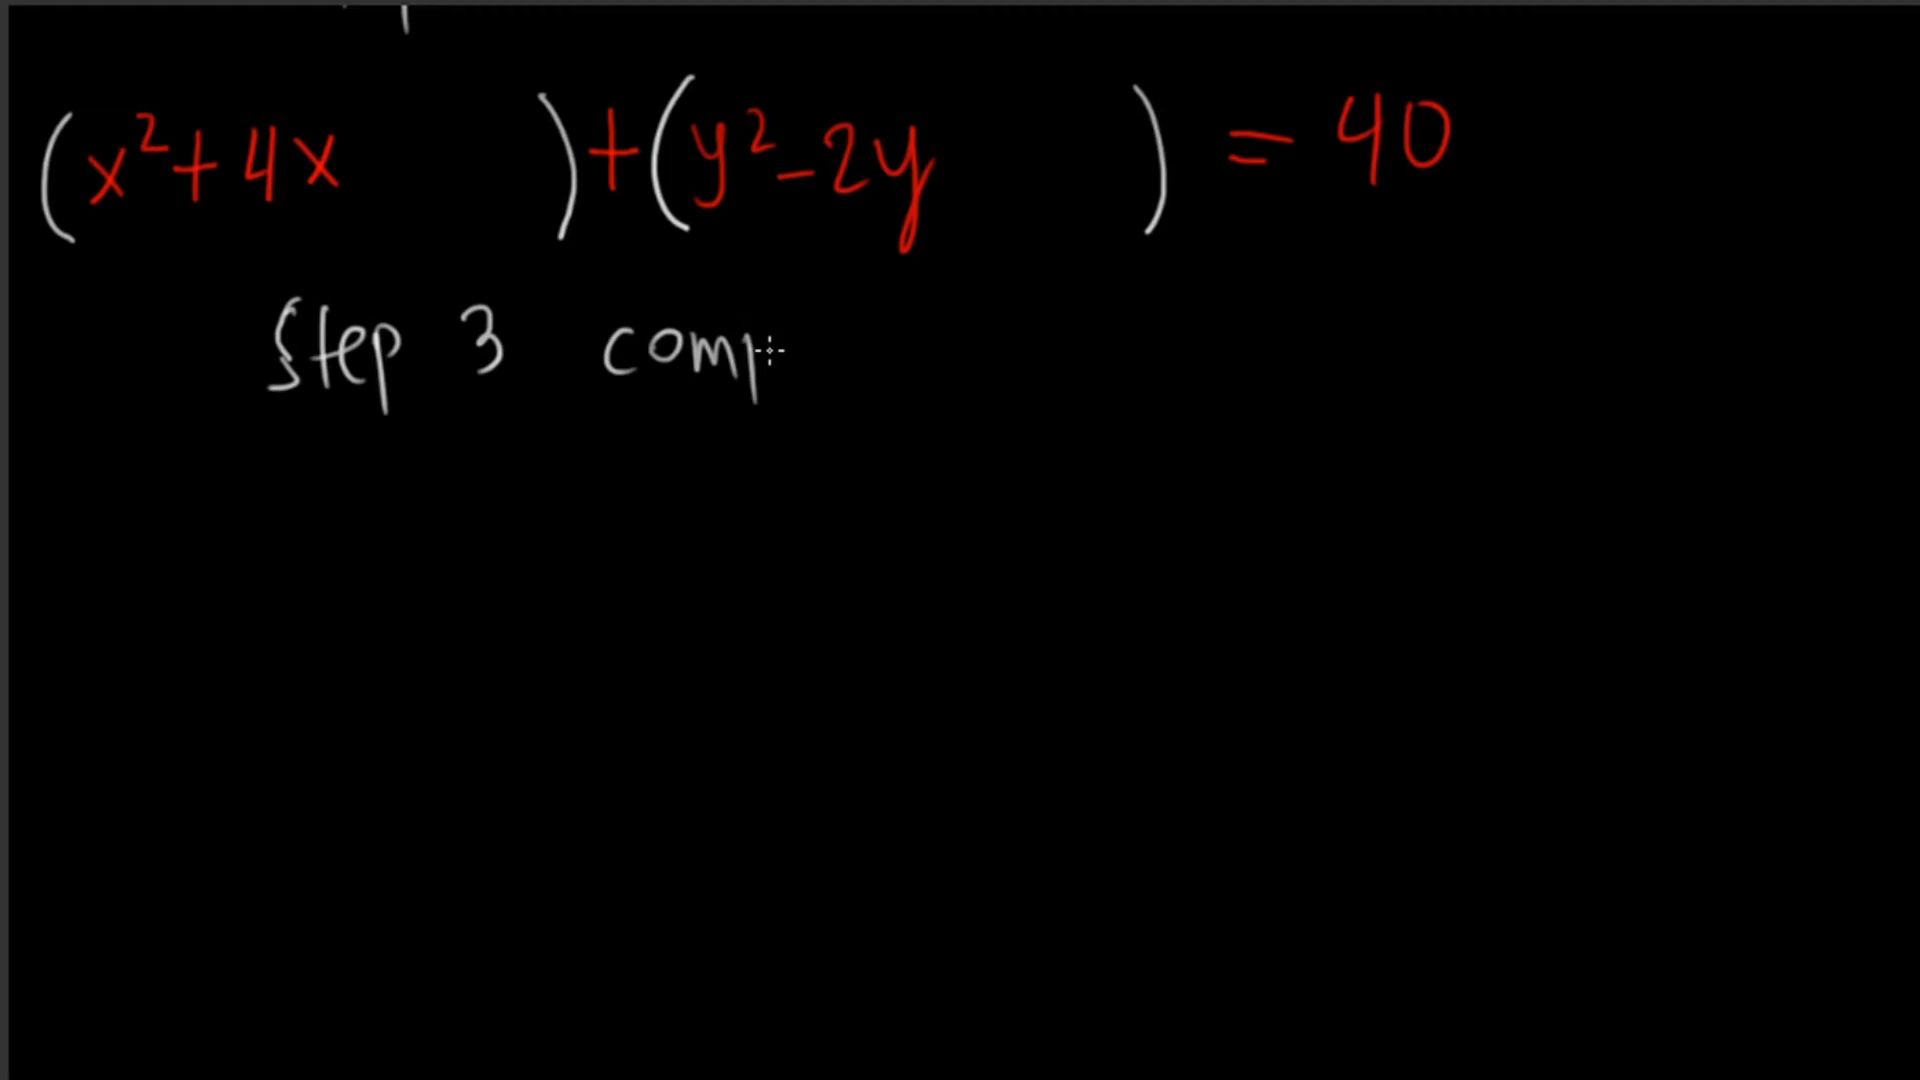 (x²+4x ) + (y²-2y ) = 40
Step 3 comp